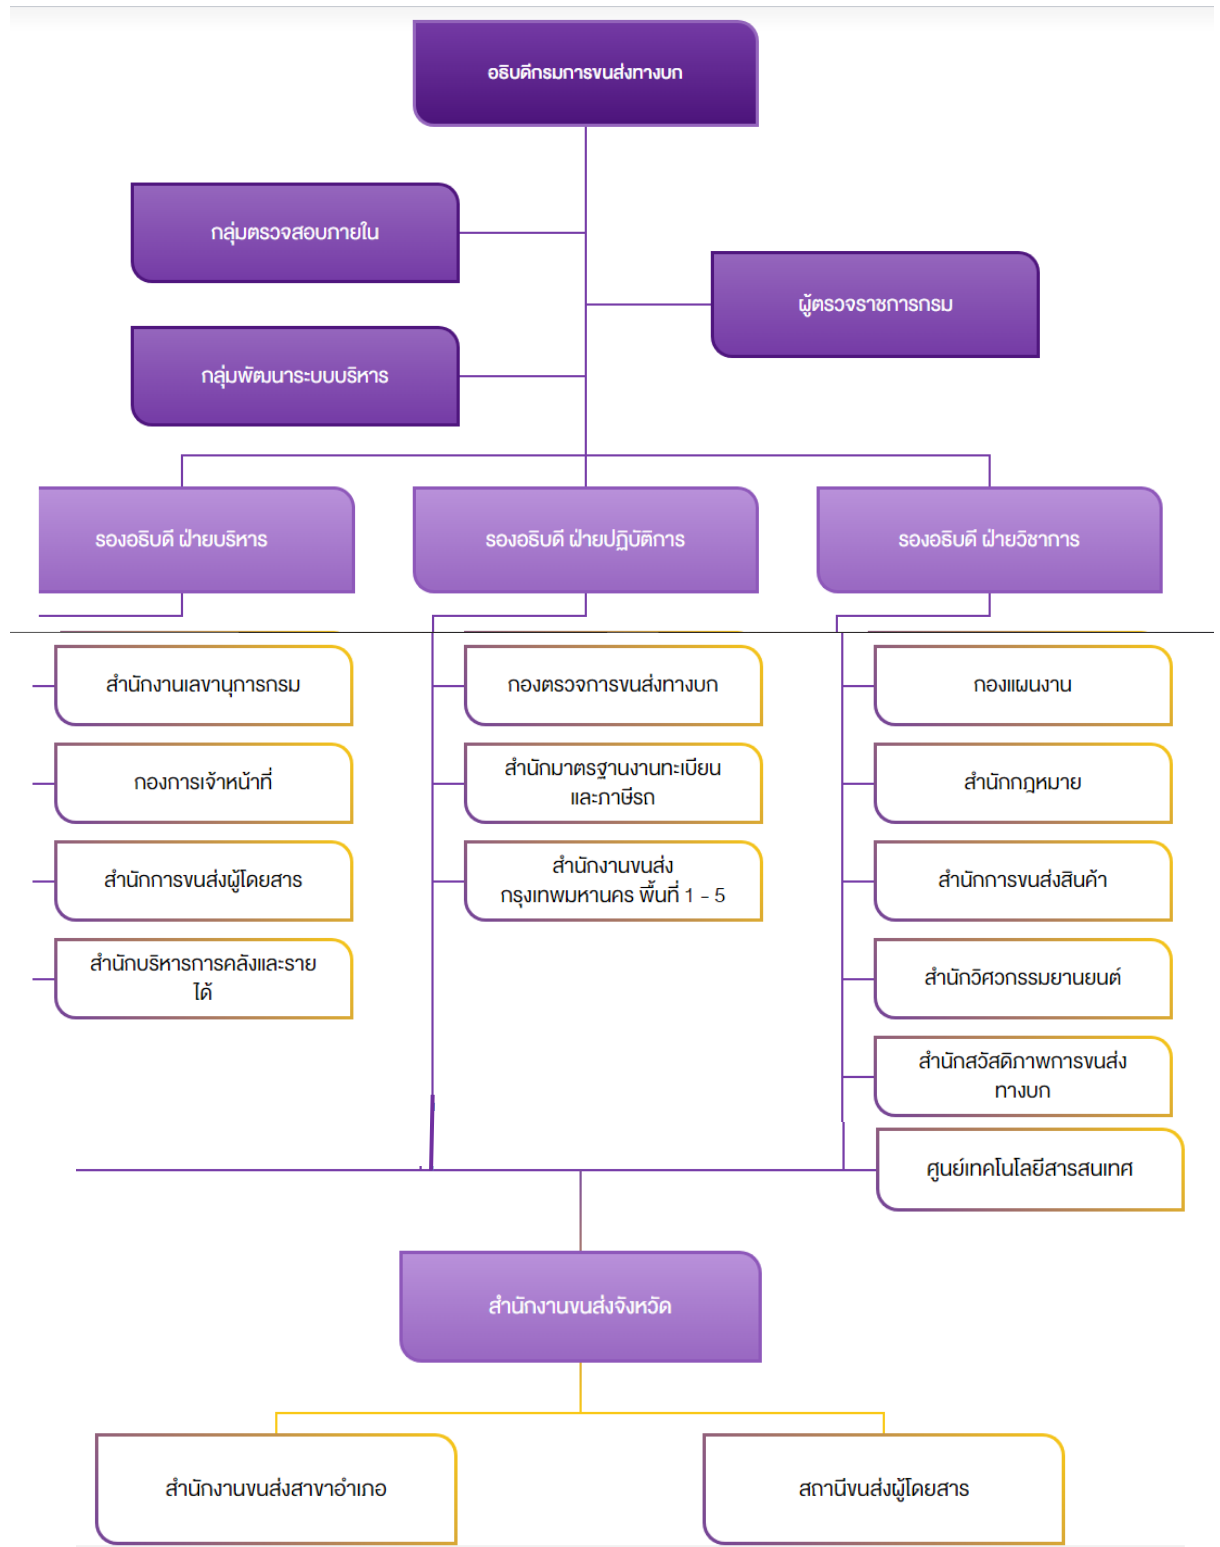 อธิบดีกรมการขนส่งทางบก
กลุ่มตรวจสอบภายใน
ผู้ตรวจราชการกรม
กลุ่มพัฒนาระบบบริหาร
รองอธิบดี ฝ่ายบริหาร
รองอธิบดี ฝ่ายปฏิบัติการ
รองอธิบดี ฝ่ายวิชาการ
สำนักงานเลขานุการกรม
กองการเจ้าหน้าที่
สำนักการขนส่งผู้โดยสาร
สำนักบริหารการคลังและราย
ได้
กองตรวจการขนส่งทางบก
สำนักมาตรฐานงานทะเบียน
และภาษีรถ
สำนักงานขนส่ง
กรุงเทพมหานคร พื้นที่ 1 - 5
กองแผนงาน
สำนักกฎหมาย
สำนักการขนส่งสินค้า
สำนักวิศวกรรมยานยนต์
สำนักสวัสดิภาพการขนส่ง
ทางบก
ศูนย์เทคโนโลยีสารสนเทศ
สำนักงานขนส่งจังหวัด
สำนักงานขนส่งสาขาอำเภอ
สถานีขนส่งผู้โดยสาร